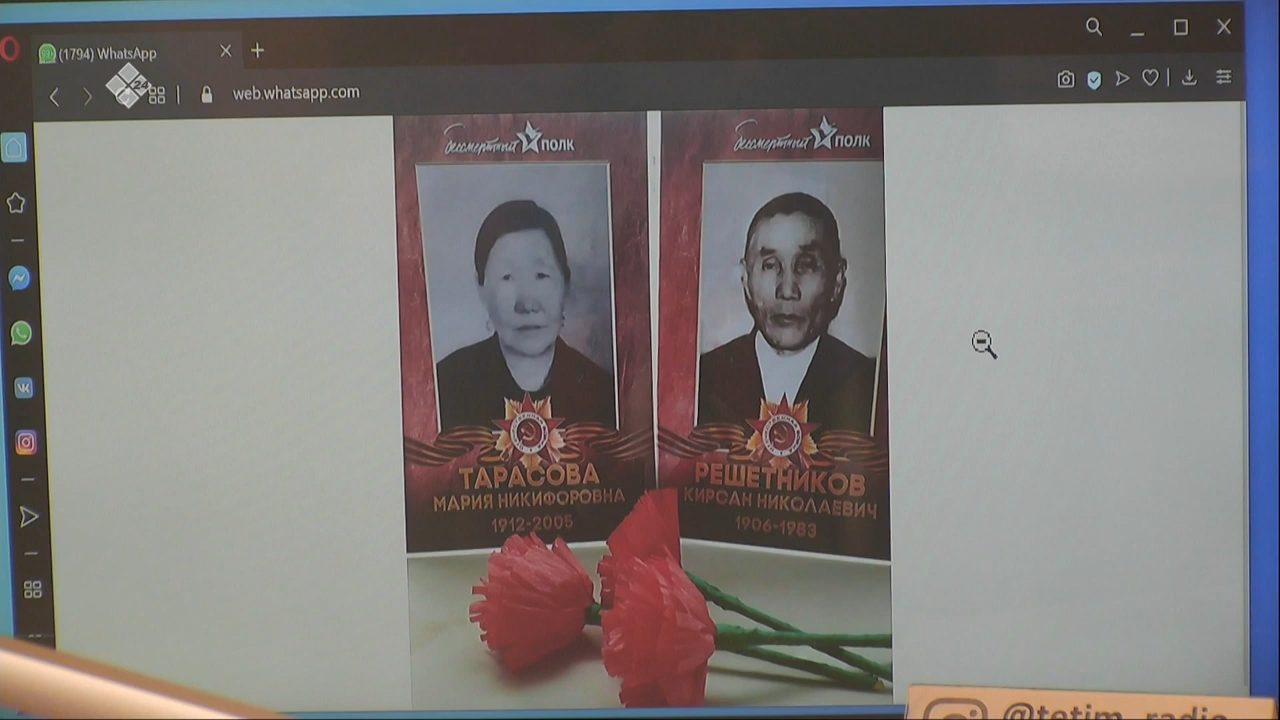 (1794) WhatsApp
web.whatsapp.com
бессмертный полк
бессмертный полк
ТАРАСОВА
МАРИЯ НИКИФОРОВНА
1912-2005
РЕШЕТНИКОВ
КИРСАН НИКОЛАЕВИЧ
1906-1983
@tetim_radio